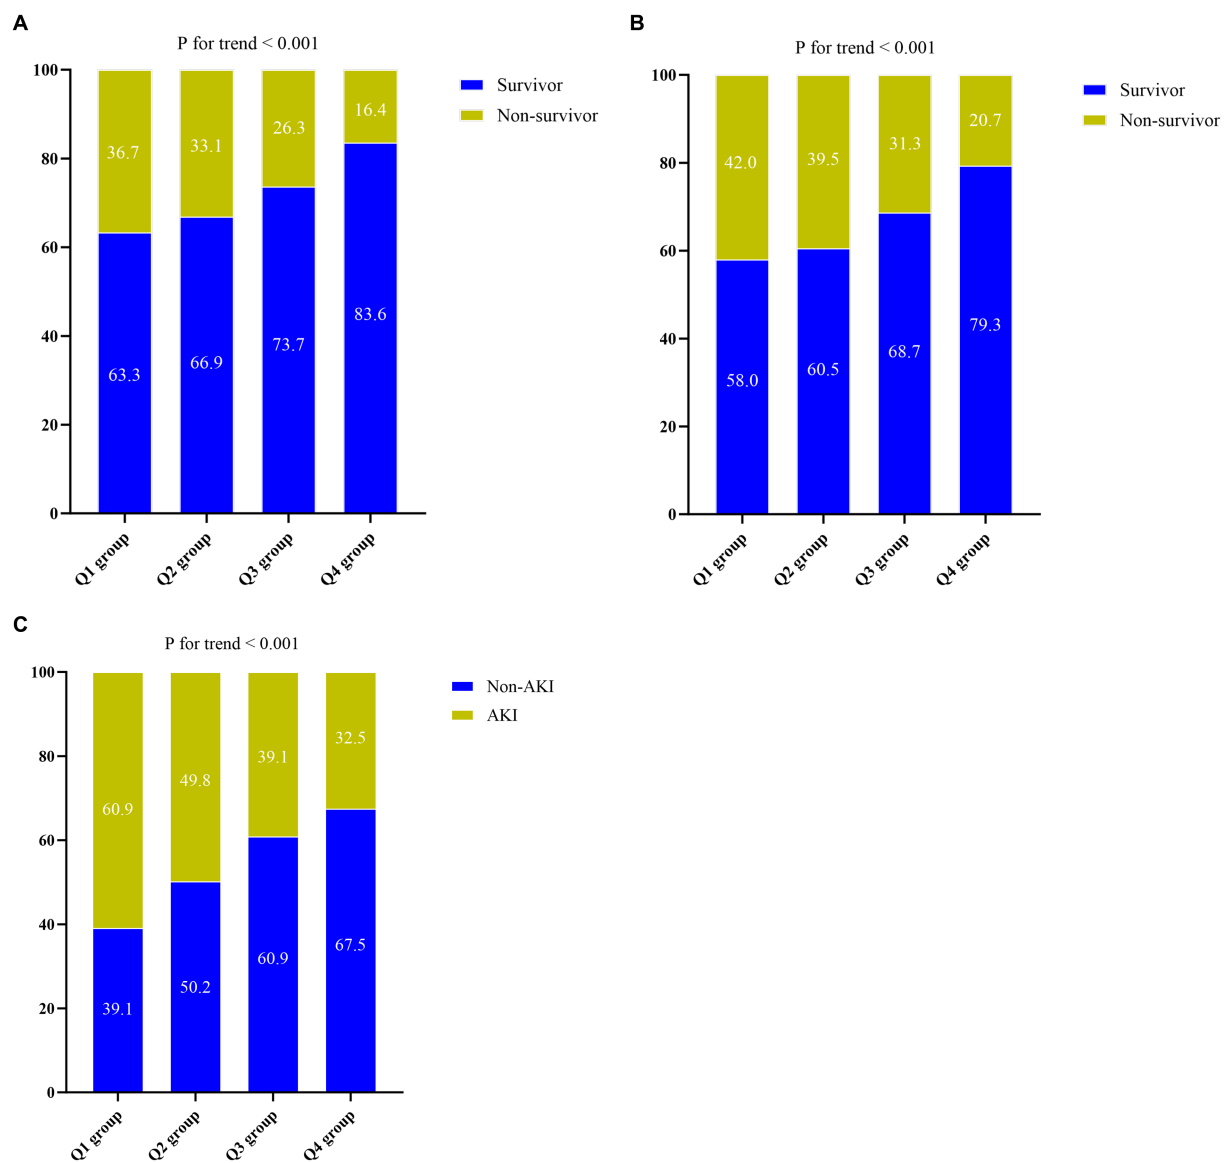 A
P for trend < 0.001
Survivor
Non-survivor
100
80
60
40
20
0
36.7
33.1
26.3
16.4
63.3
66.9
73.7
83.6
Q1 group
Q2 group
Q3 group
Q4 group
B
P for trend < 0.001
Survivor
Non-survivor
100
80
60
40
20
0
42.0
39.5
31.3
20.7
58.0
60.5
68.7
79.3
Q1 group
Q2 group
Q3 group
Q4 group
C
P for trend < 0.001
Non-AKI
AKI
100
80
60
40
20
0
60.9
49.8
39.1
32.5
39.1
50.2
60.9
67.5
Q1 group
Q2 group
Q3 group
Q4 group